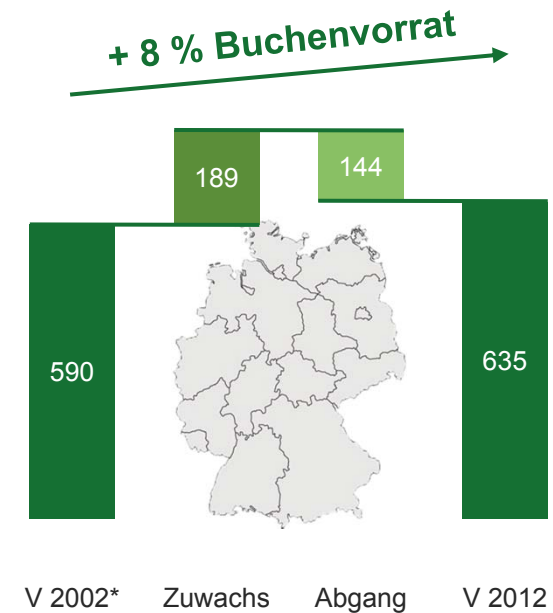 + 8 % Buchenvorrat
189
144
590
635
V 2002* Zuwachs Abgang V 2012